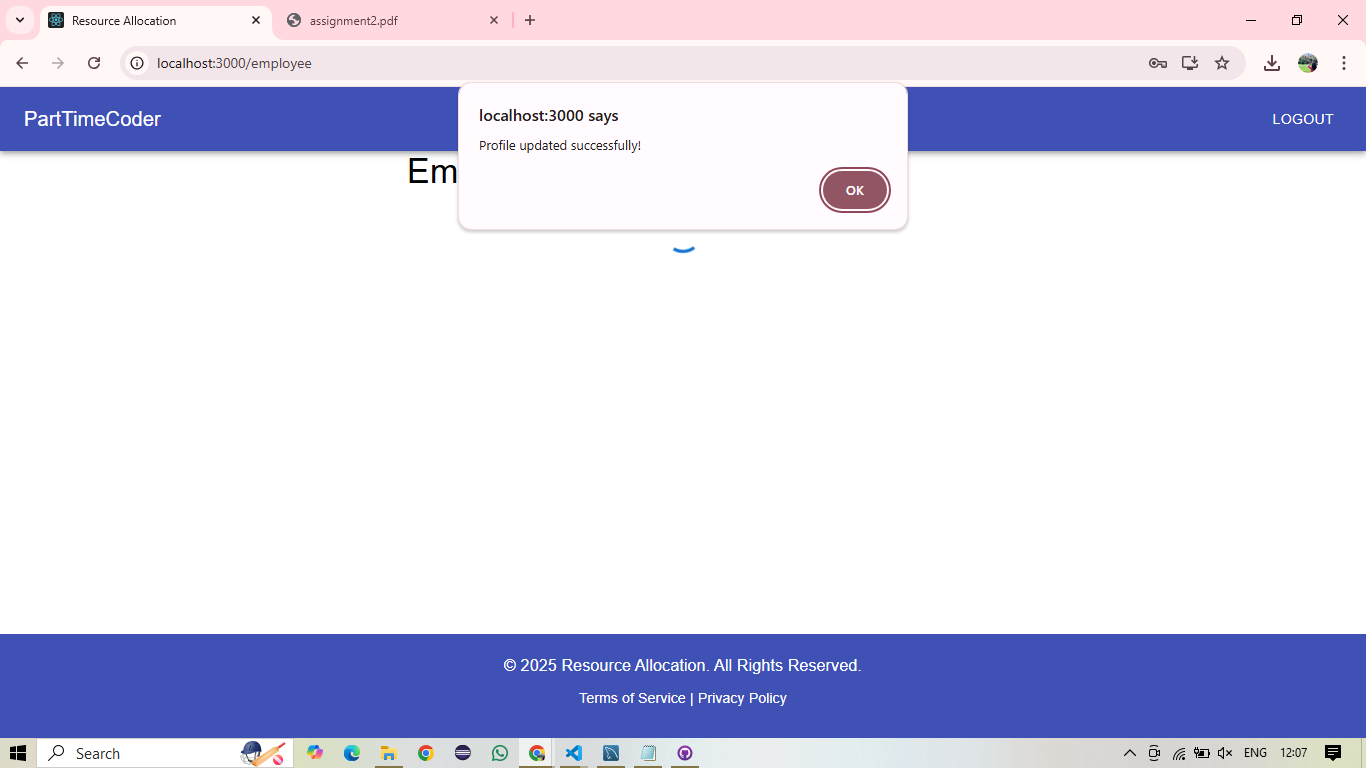 Resource Allocation
assignment2.pdf
localhost:3000/employee
PartTimeCoder
LOGOUT
localhost:3000 says
Profile updated successfully!
OK
Em
© 2025 Resource Allocation. All Rights Reserved.
Terms of Service | Privacy Policy
Search
ENG
12:07